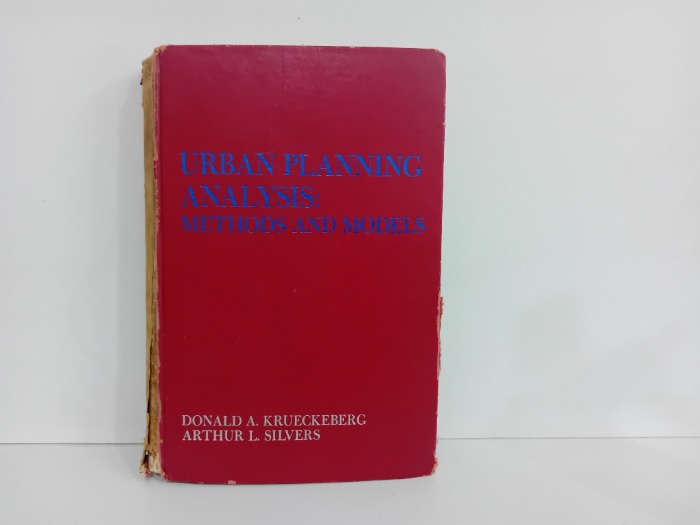 URBAN PLANNING
ANALYSIS:
METHODS AND MODELS
DONALD A. KRUECKEBERG
ARTHUR L. SILVERS